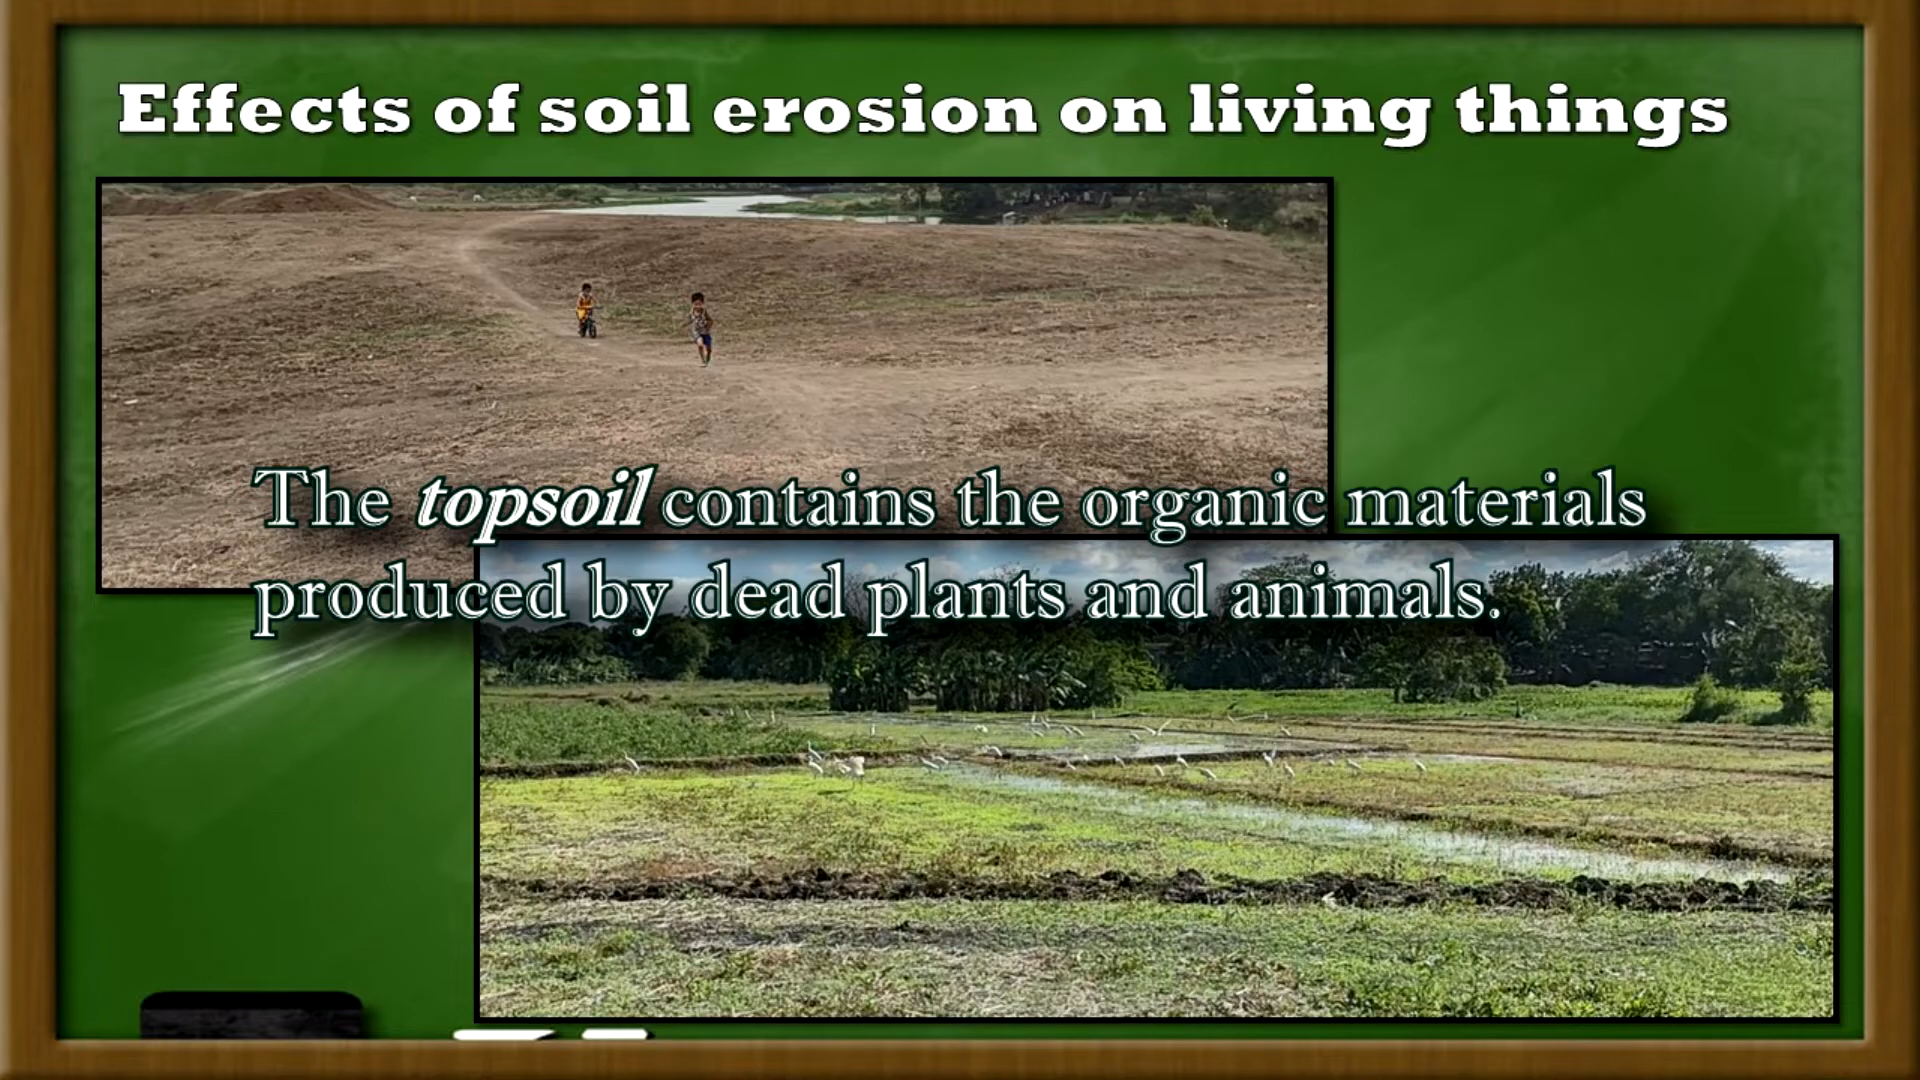 Effects of soil erosion on living things
The topsoil contains the organic materials
produced by dead plants and animals.